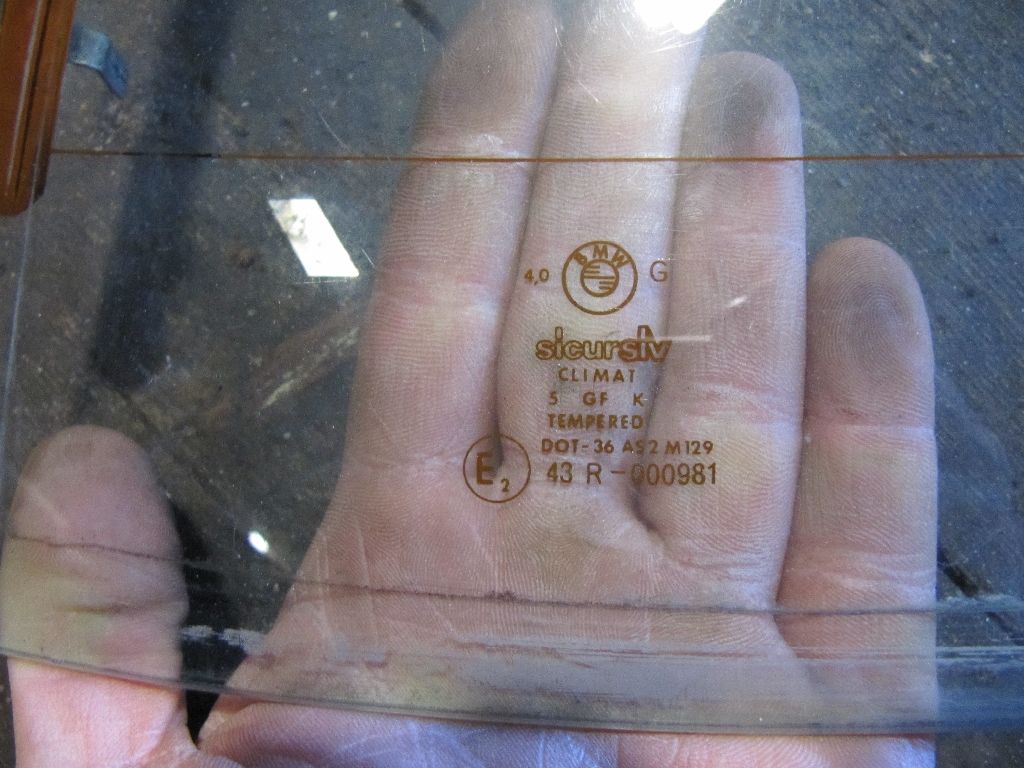 BMW
4,0 G
sicursiv
CLIMAT
5 GF K
TEMPERED
DOT-36 AS2 M129
E2 43 R-000981